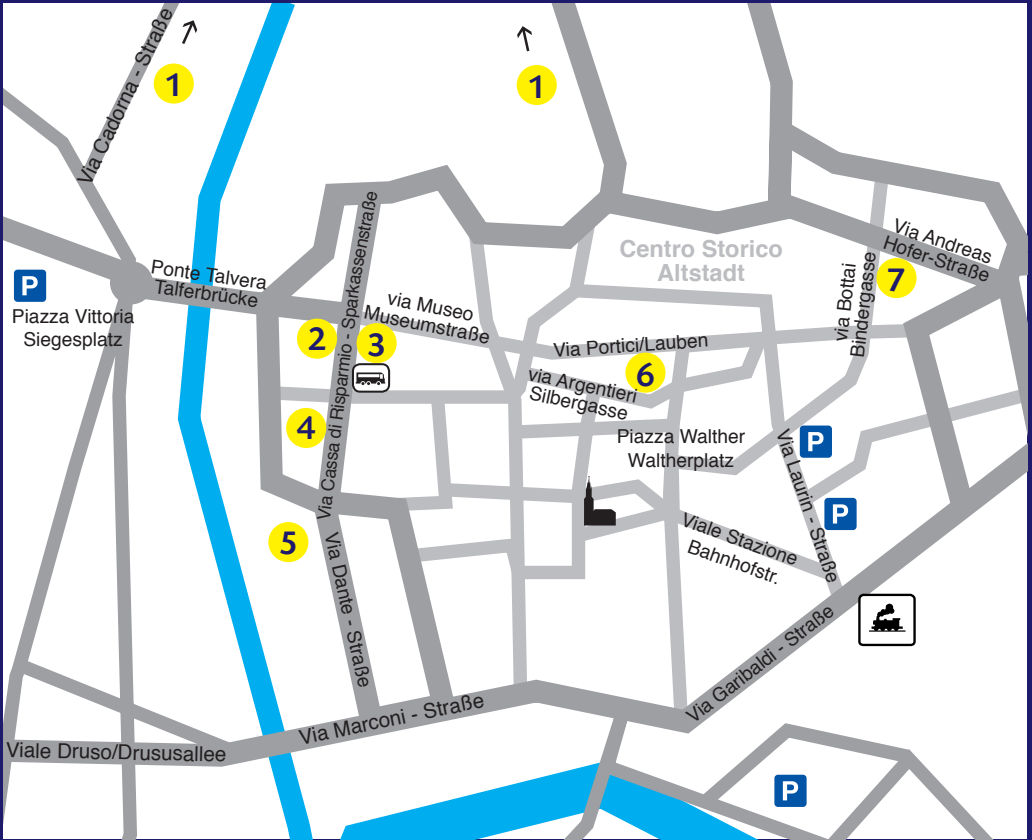 Via Cadorna - Straße
1
1
Centro Storico
Altstadt
Via Andreas
Hofer-Straße
7
via Bottai
Bindergasse
P
Piazza Vittoria
Siegesplatz
Ponte Talvera
Talferbrücke
Via Cassa di Risparmio - Sparkassenstraße
via Museo
Museumstraße
2
3
Via Portici/Lauben
6
via Argentieri
Silbergasse
4
Piazza Walther
Waltherplatz
P
Via Laurin - Straße
P
5
Via Dante - Straße
Viale Stazione
Bahnhofstr.
Via Garibaldi - Straße
Via Marconi - Straße
Viale Druso/Drususallee
P